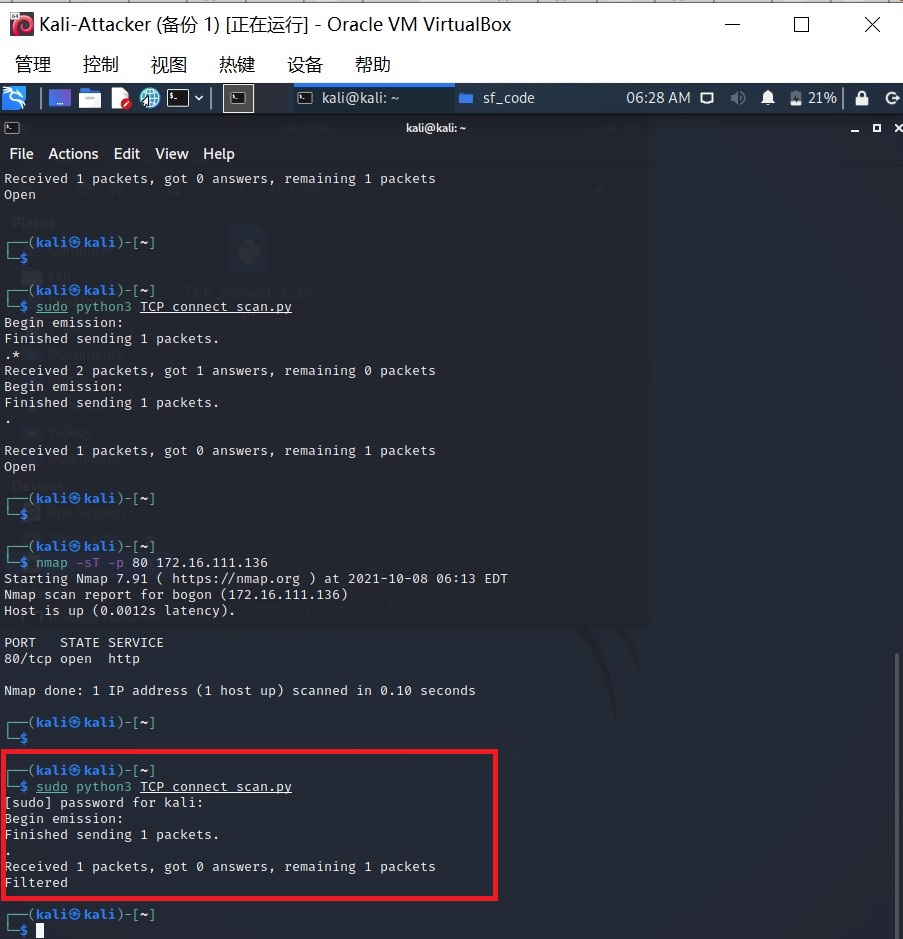 Kali-Attacker (备份 1) [正在运行] - Oracle VM VirtualBox
管理 控制 视图 热键 设备 帮助
kali@kali: ~ sf_code 06:28 AM 21%
kali@kali: ~
File Actions Edit View Help
Received 1 packets, got 0 answers, remaining 1 packets
Open
Places
┌──(kali㉿kali)-[~]
└─$
kali
┌──(kali㉿kali)-[~]
└─$ sudo python3 TCP_connect_scan.py
Begin emission:
Finished sending 1 packets.
.*
Documents
Received 2 packets, got 1 answers, remaining 0 packets
Begin emission:
Finished sending 1 packets.
.
Videos
Received 1 packets, got 0 answers, remaining 1 packets
Open
Devices
┌──(kali㉿kali)-[~]
└─$
File System
┌──(kali㉿kali)-[~]
└─$ nmap -sT -p 80 172.16.111.136
Starting Nmap 7.91 ( https://nmap.org ) at 2021-10-08 06:13 EDT
Nmap scan report for bogon (172.16.111.136)
Host is up (0.0012s latency).
PORT   STATE SERVICE
80/tcp open  http
Nmap done: 1 IP address (1 host up) scanned in 0.10 seconds
┌──(kali㉿kali)-[~]
└─$
┌──(kali㉿kali)-[~]
└─$ sudo python3 TCP_connect_scan.py
[sudo] password for kali:
Begin emission:
Finished sending 1 packets.
.
Received 1 packets, got 0 answers, remaining 1 packets
Filtered
┌──(kali㉿kali)-[~]
└─$